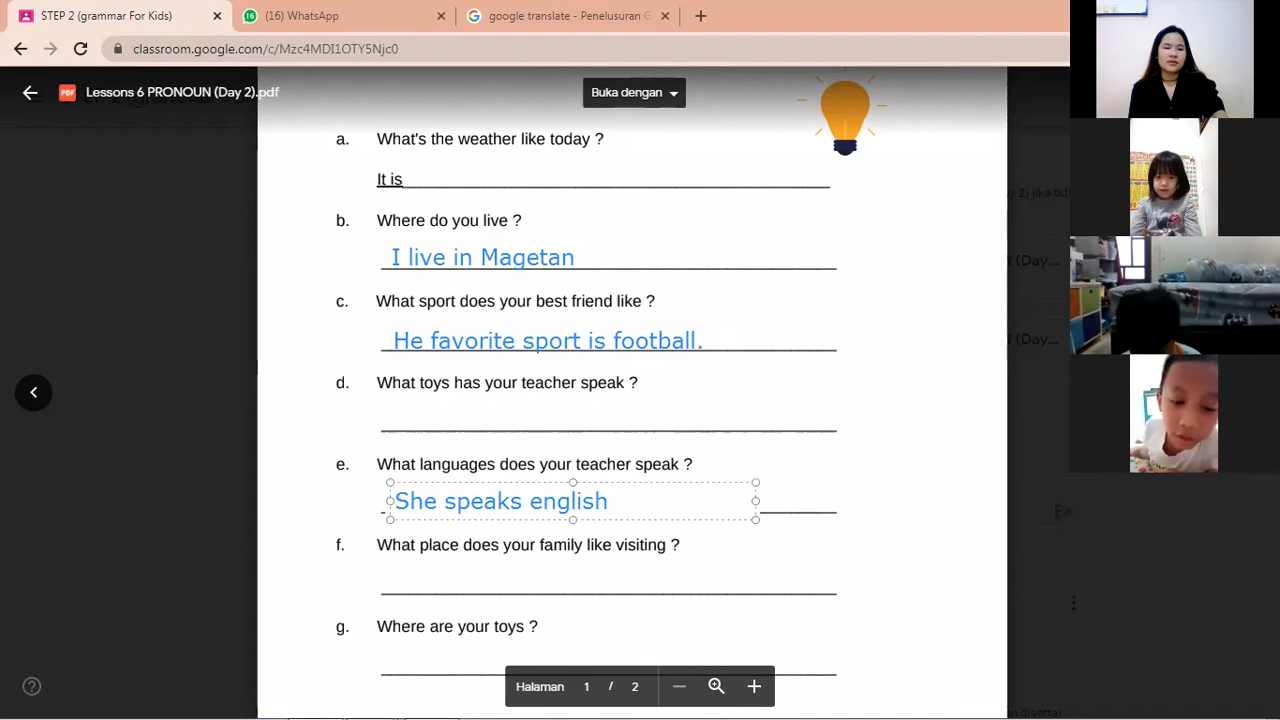 STEP 2 (grammar For Kids)
(16) WhatsApp
google translate - Penelusuran G
classroom.google.com/c/Mzc4MDI1OTY5Njc0
Lessons 6 PRONOUN (Day 2).pdf
Buka dengan
a. What's the weather like today ?
It is
b. Where do you live ?
I live in Magetan
c. What sport does your best friend like ?
He favorite sport is football.
d. What toys has your teacher speak ?
e. What languages does your teacher speak ?
She speaks english
f. What place does your family like visiting ?
g. Where are your toys ?
Halaman 1 / 2